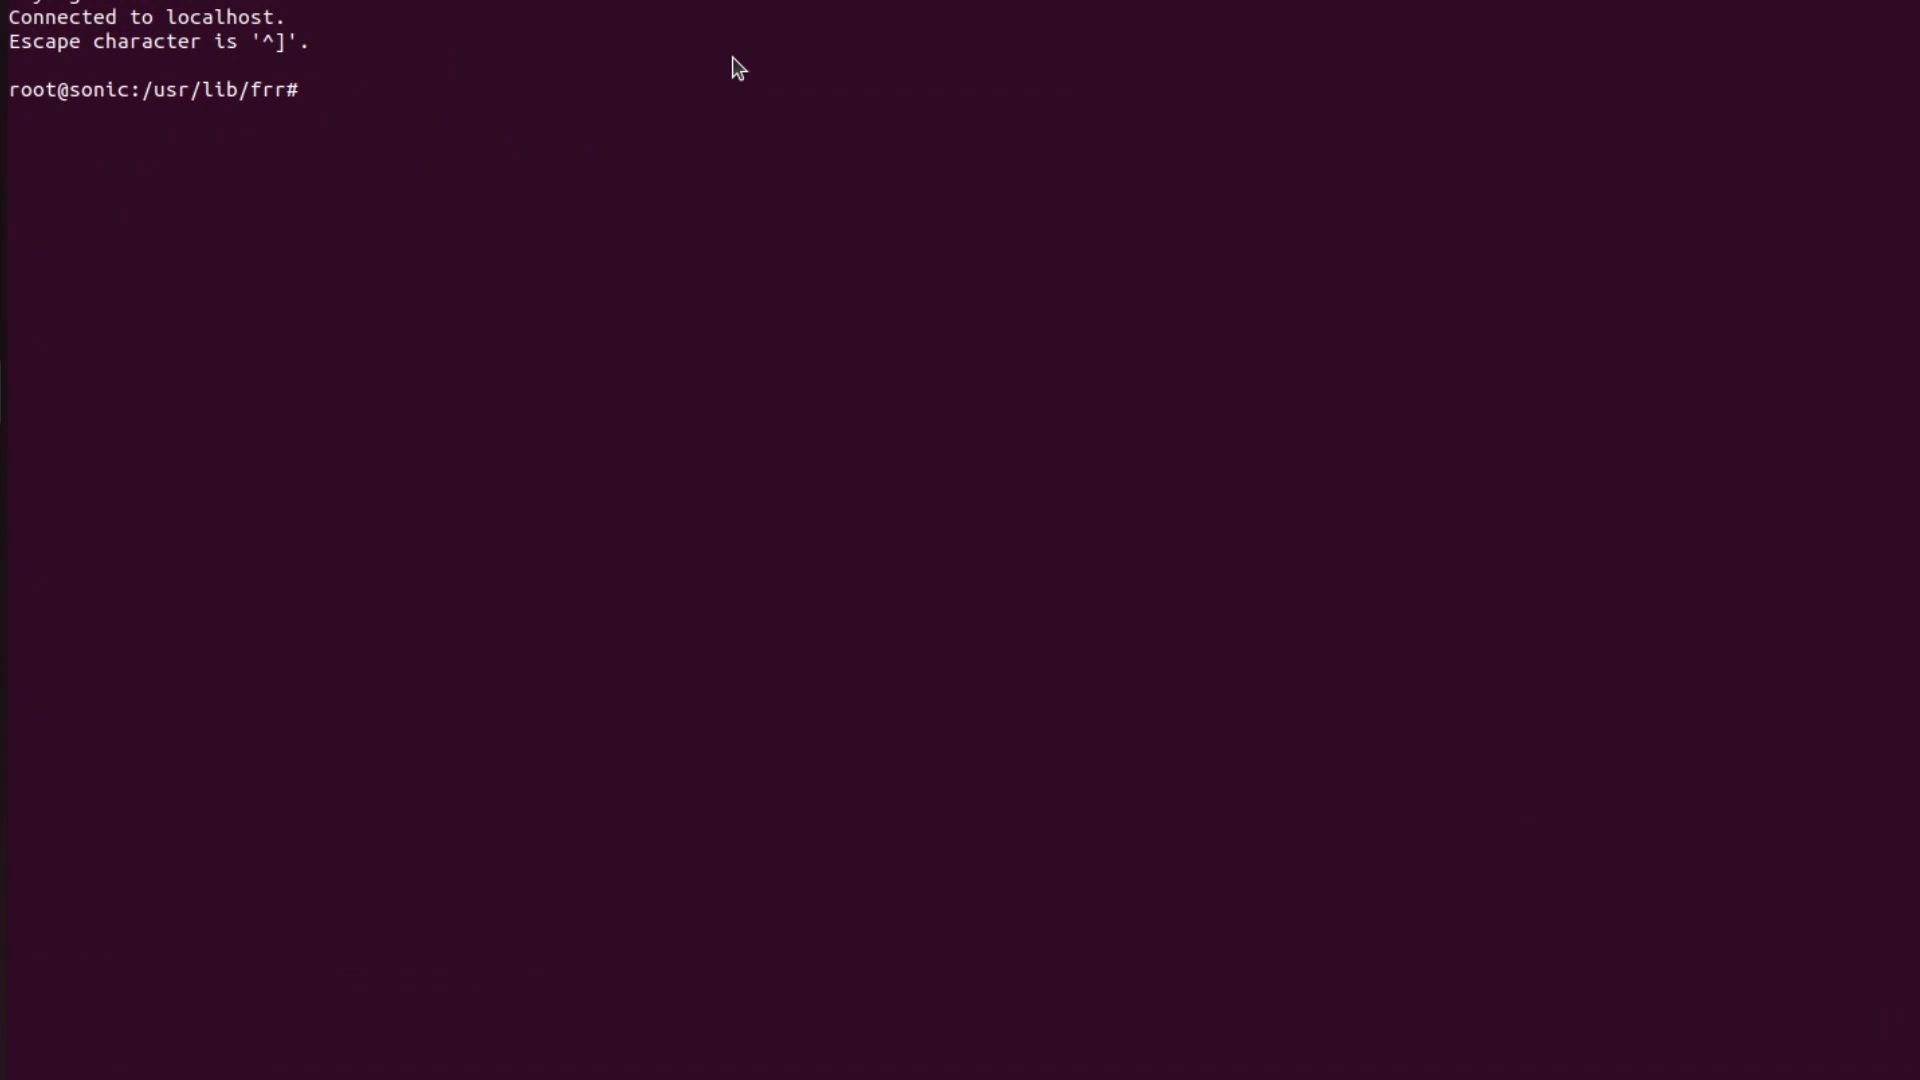 Connected to localhost.
Escape character is '^]'.
root@sonic:/usr/lib/frr#